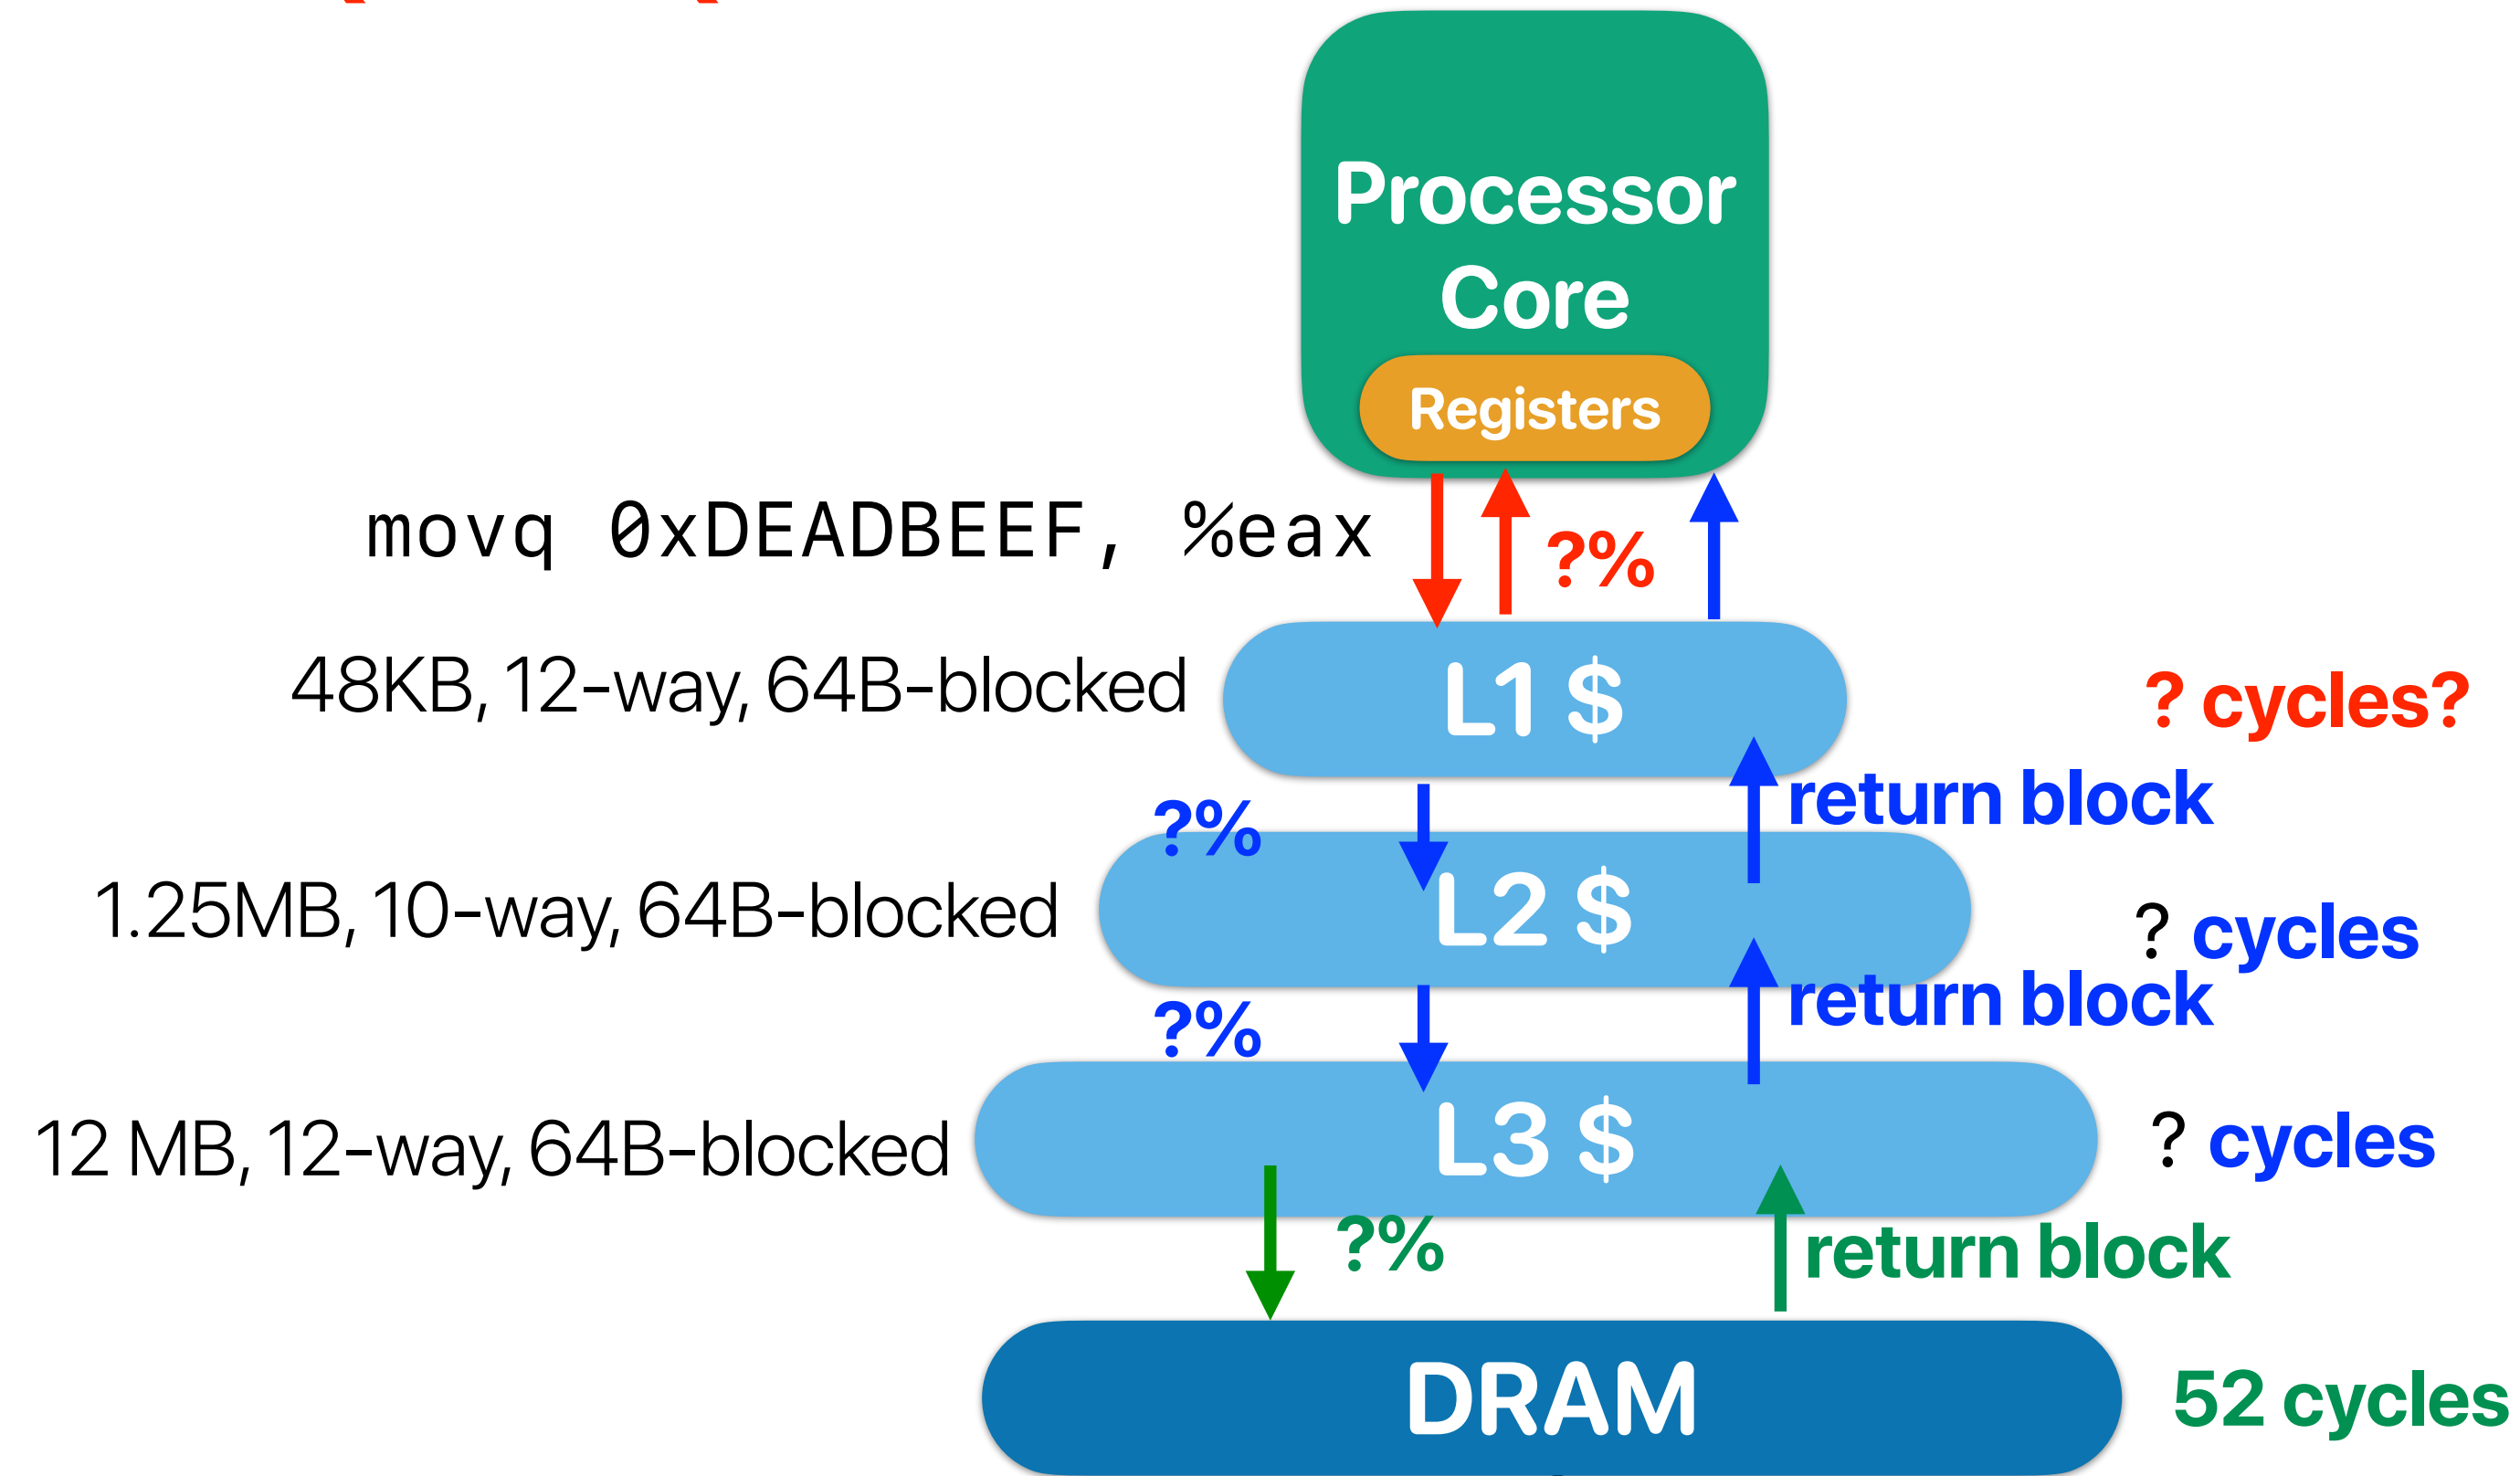 Processor
Core
Registers
movq 0xDEADBEEF, %eax
?%
48KB, 12-way, 64B-blocked
L1 $
? cycles?
?%
return block
1.25MB, 10-way, 64B-blocked
L2 $
? cycles
?%
return block
12 MB, 12-way, 64B-blocked
L3 $
? cycles
?%
return block
DRAM
52 cycles